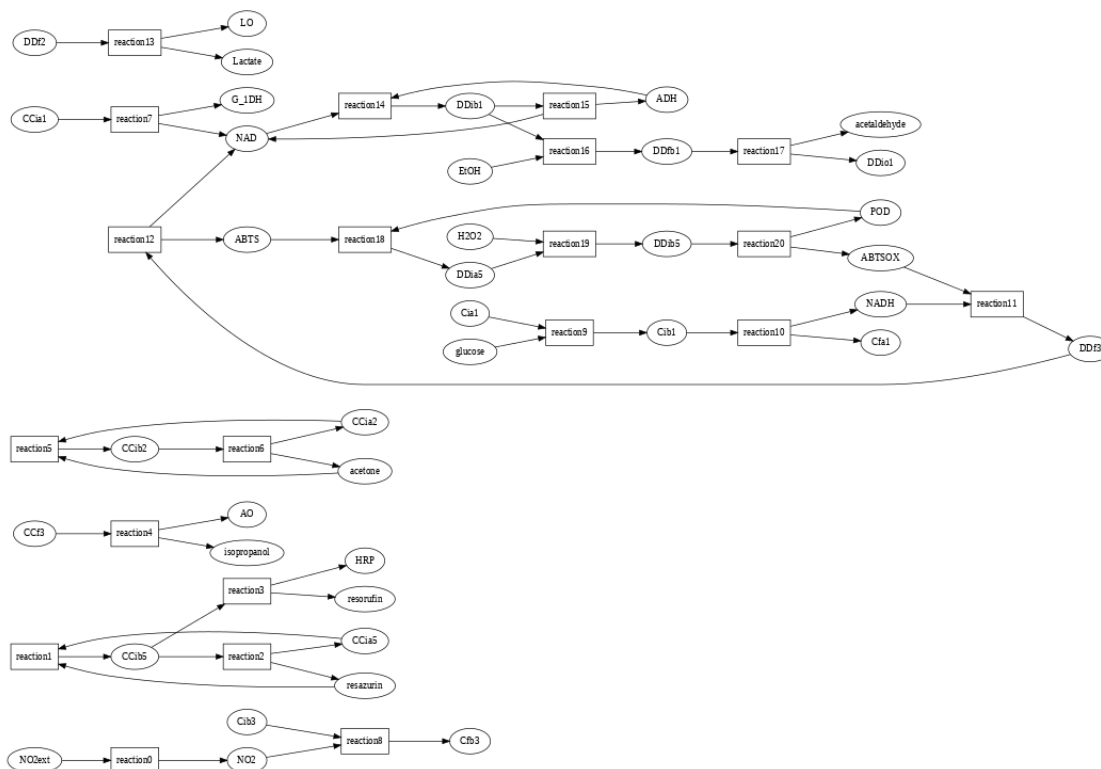 LO
DDf2
reaction13
Lactate
G_1DH
CCia1
reaction7
NAD
reaction14
DDib1
reaction15
ADH
EtOH
reaction16
DDfb1
reaction17
acetaldehyde
DDio1
reaction12
ABTS
reaction18
H2O2
DDia5
reaction19
DDib5
reaction20
POD
ABTSOX
Cia1
glucose
reaction9
Cib1
reaction10
NADH
Cfa1
reaction11
DDf3
reaction5
CCib2
reaction6
CCia2
acetone
CCf3
reaction4
AO
isopropanol
reaction3
HRP
resorufin
reaction1
CCib5
reaction2
CCia5
resazurin
Cib3
reaction8
Cfb3
NO2ext
reaction0
NO2